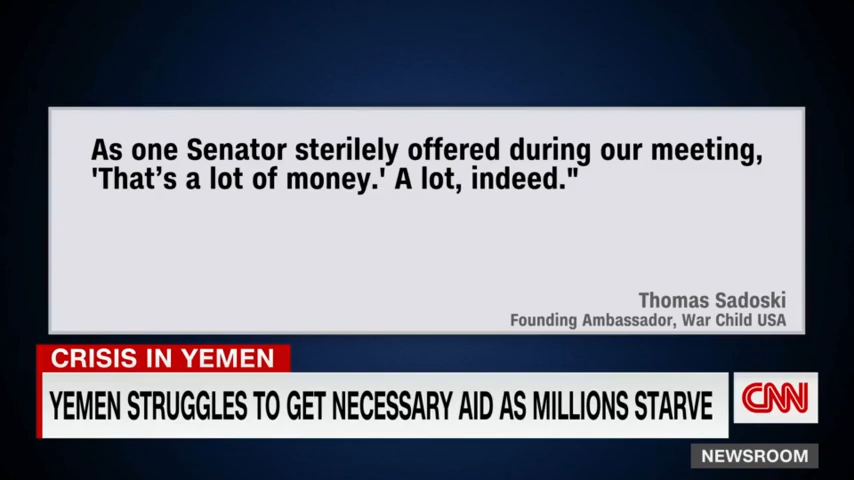 As one Senator sterilely offered during our meeting,
'That’s a lot of money.' A lot, indeed."
Thomas Sadoski
Founding Ambassador, War Child USA
CRISIS IN YEMEN
YEMEN STRUGGLES TO GET NECESSARY AID AS MILLIONS STARVE
CNN
NEWSROOM